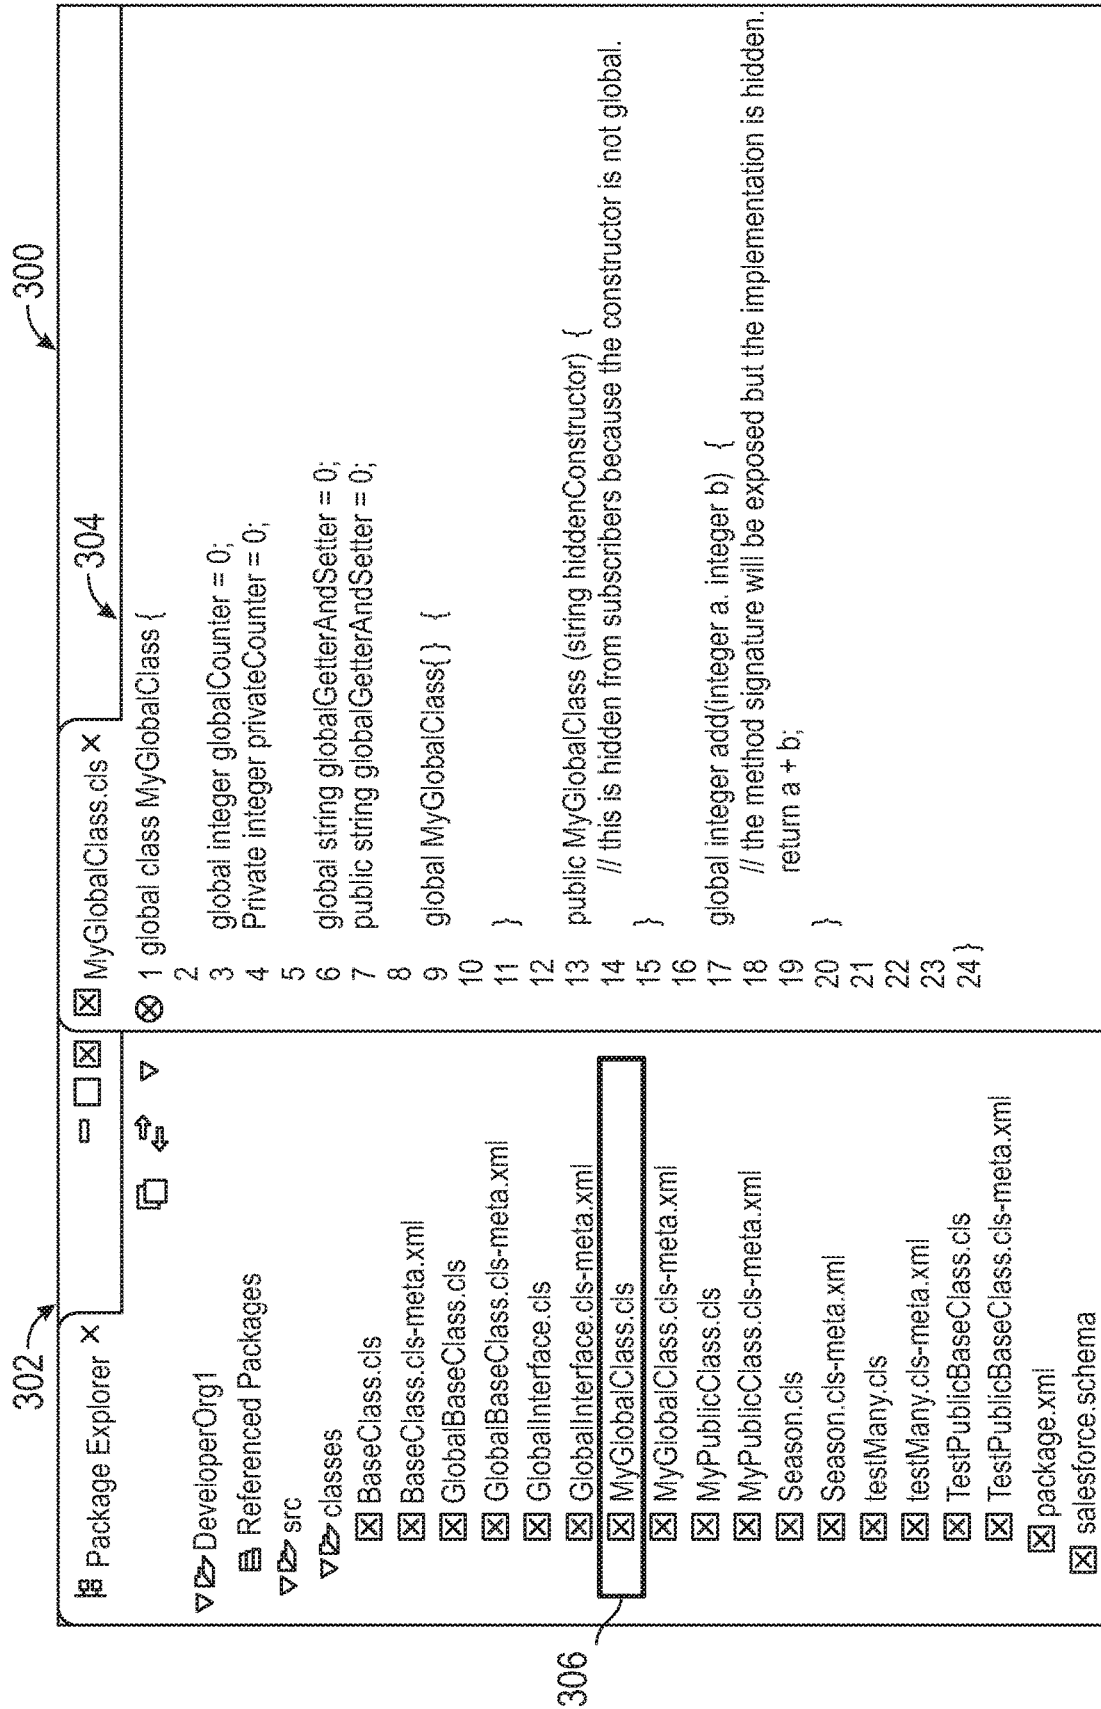 302
300
Package Explorer X
MyGlobalClass.cls X
304
DeveloperOrg1
Referenced Packages
src
classes
BaseClass.cls
BaseClass.cls-meta.xml
GlobalBaseClass.cls
GlobalBaseClass.cls-meta.xml
GlobalInterface.cls
GlobalInterface.cls-meta.xml
306
MyGlobalClass.cls
MyGlobalClass.cls-meta.xml
MyPublicClass.cls
MyPublicClass.cls-meta.xml
Season.cls
Season.cls-meta.xml
testMany.cls
testMany.cls-meta.xml
TestPublicBaseClass.cls
TestPublicBaseClass.cls-meta.xml
package.xml
salesforce.schema
1 global class MyGlobalClass {
2
3 global integer globalCounter = 0;
4 Private integer privateCounter = 0;
5
6 global string globalGetterAndSetter = 0;
7 public string globalGetterAndSetter = 0;
8
9 global MyGlobalClass{ } {
10
11 }
12
13 public MyGlobalClass (string hiddenConstructor) {
14 // this is hidden from subscribers because the constructor is not global.
15 }
16
17 global integer add(integer a. integer b) {
18 // the method signature will be exposed but the implementation is hidden.
19 return a + b;
20 }
21
22
23
24 }